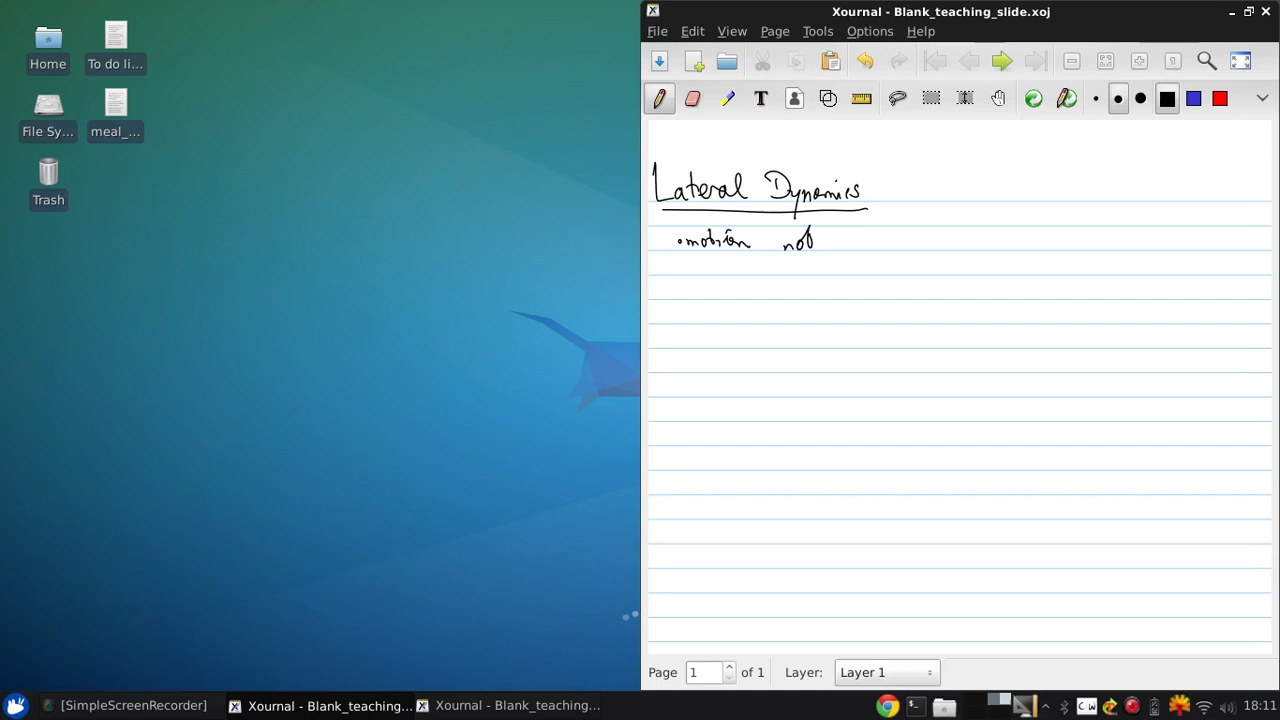 Xournal - Blank_teaching_slide.xoj
File Edit View Page Tools Options Help
Home
To do li...
File Sy...
meal_...
Trash
Lateral Dynamics
• motion not
Page 1 of 1 Layer: Layer 1
[SimpleScreenRecorder] Xournal - Blank_teaching... Xournal - Blank_teaching... 18:11